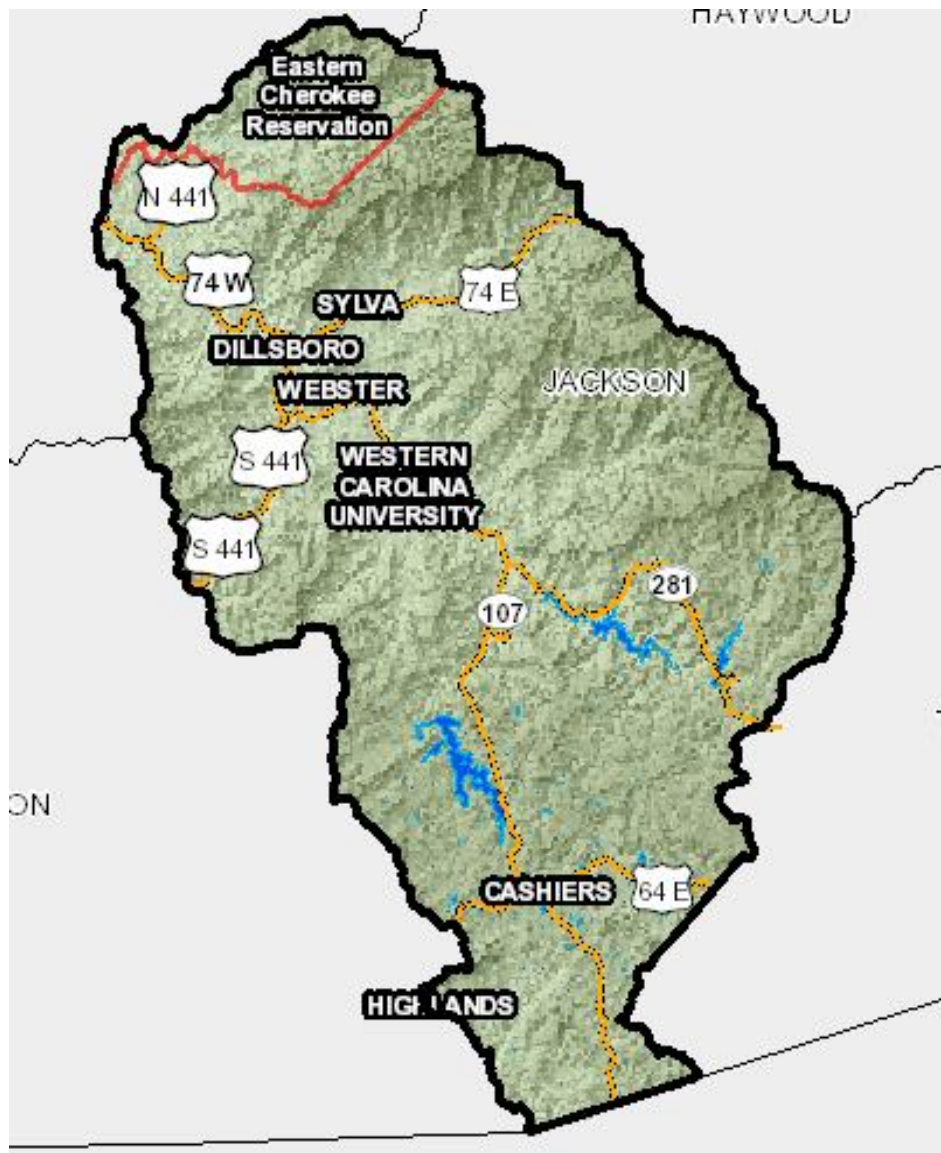 HAYWOOD
Eastern
Cherokee
Reservation
N 441
74 W
74 E
SYLVA
DILLSBORO
JACKSON
WEBSTER
S 441
WESTERN
CAROLINA
UNIVERSITY
S 441
281
107
ON
CASHIERS
64 E
HIGHLANDS